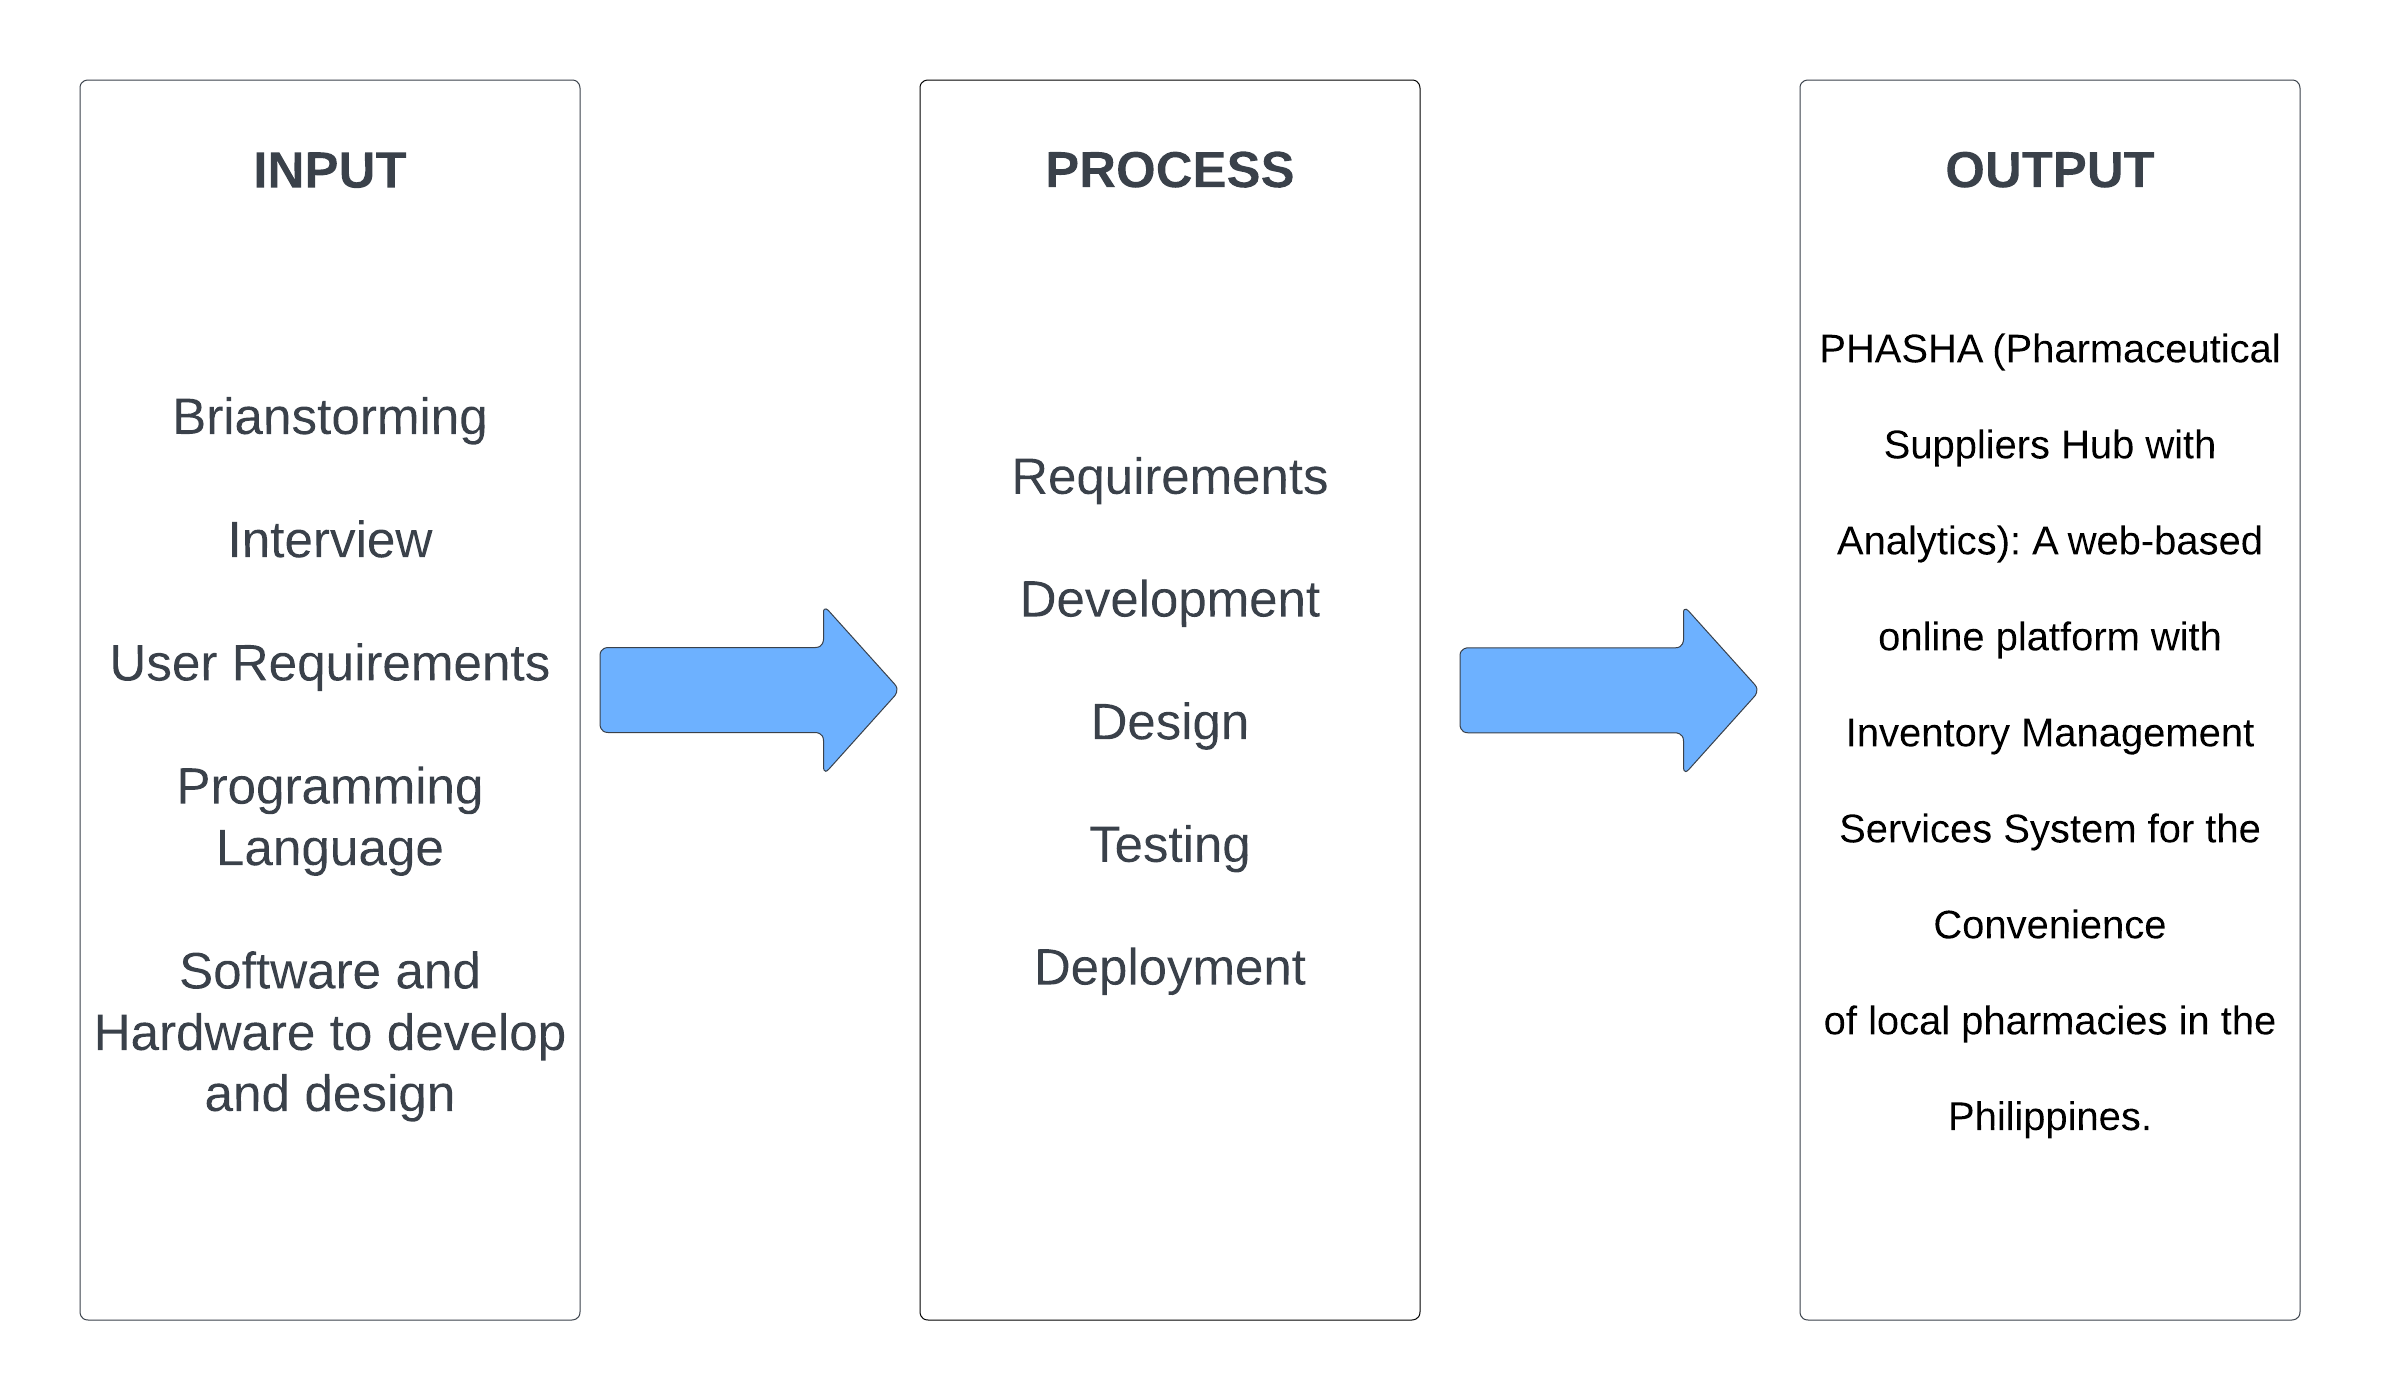 INPUT
Brianstorming
Interview
User Requirements
Programming
Language
Software and
Hardware to develop
and design
PROCESS
Requirements
Development
Design
Testing
Deployment
OUTPUT
PHASHA (Pharmaceutical
Suppliers Hub with
Analytics): A web-based
online platform with
Inventory Management
Services System for the
Convenience
of local pharmacies in the
Philippines.